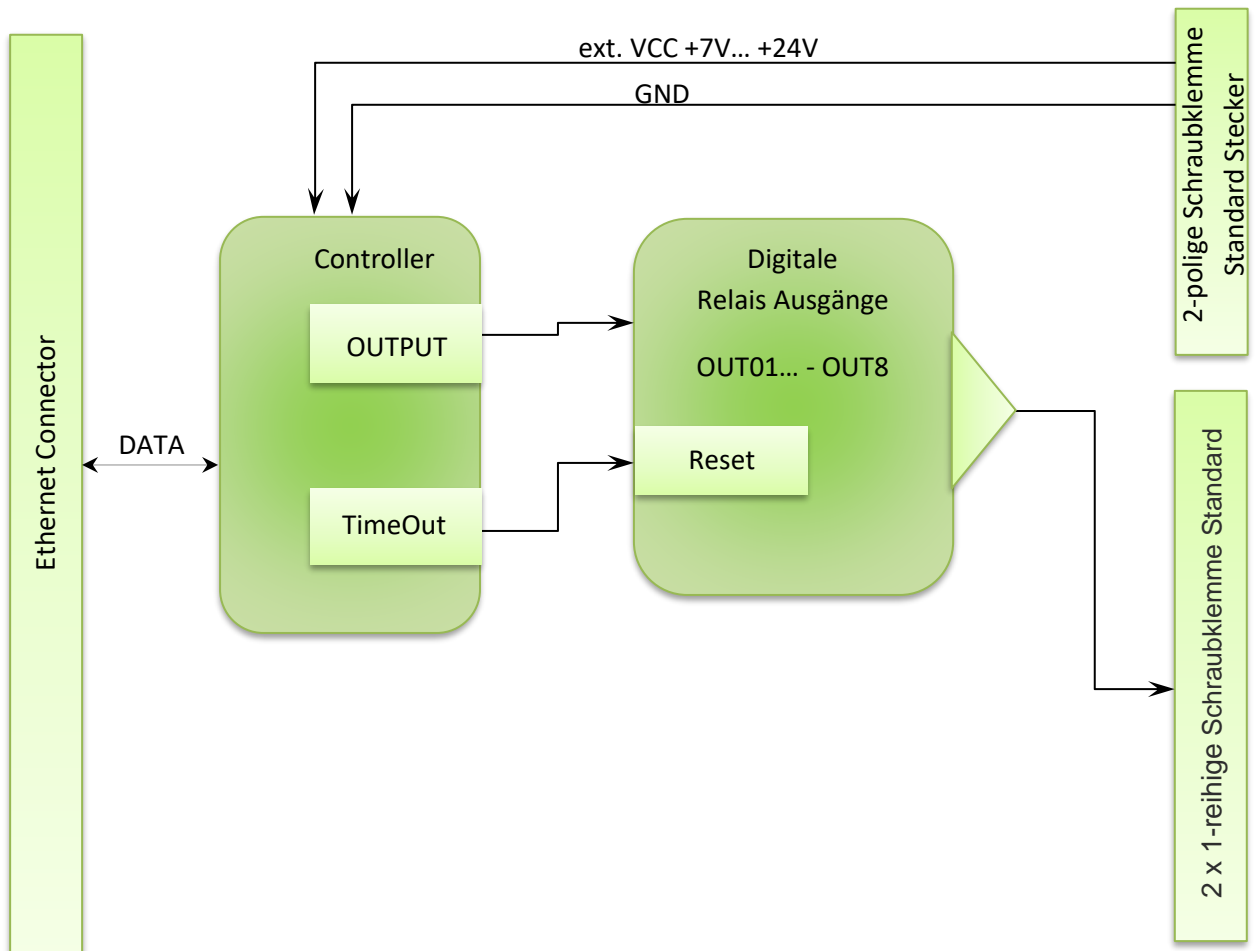 ext. VCC +7V... +24V
GND
2-polige Schraubklemme
Standard Stecker
Controller
OUTPUT
TimeOut
Digitale
Relais Ausgänge
OUT01... - OUT8
Reset
DATA
Ethernet Connector
2 x 1-reihige Schraubklemme Standard